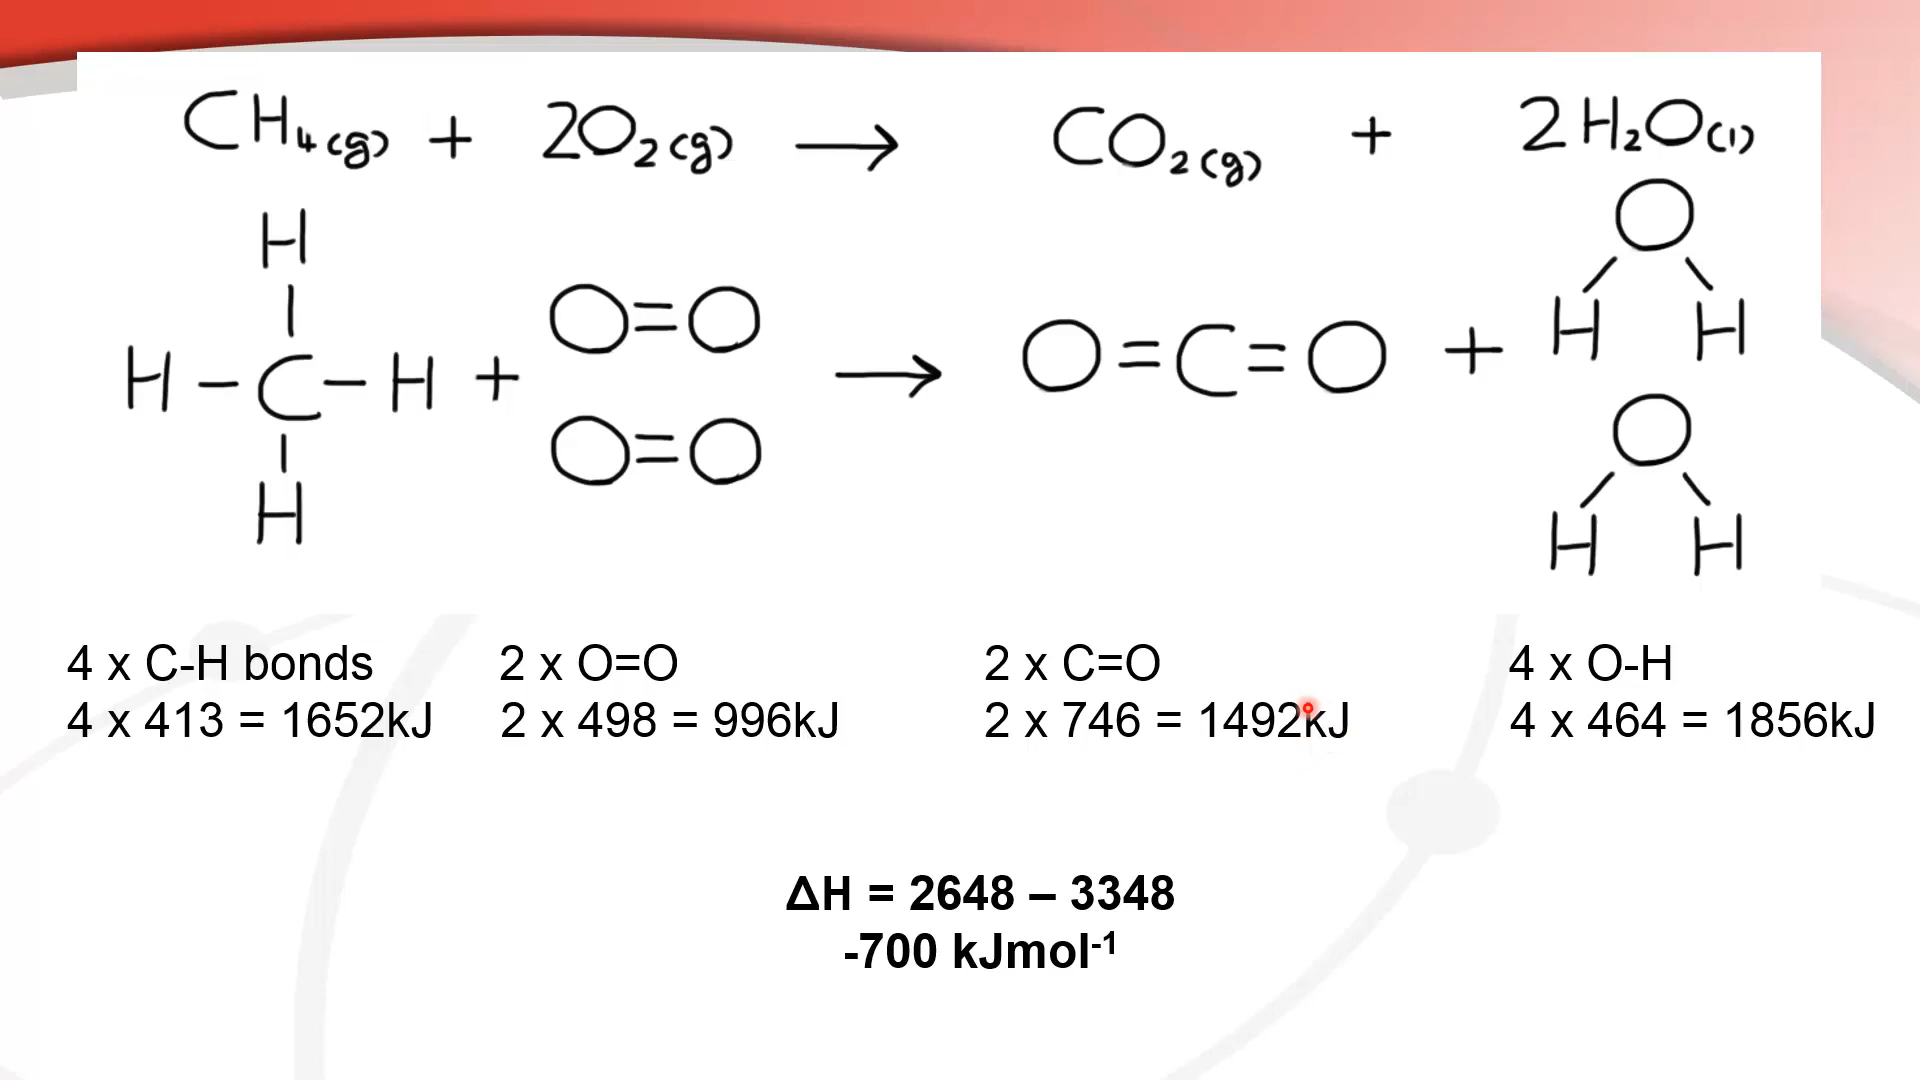 CH₄(g) + 2O₂(g) → CO₂(g) + 2H₂O(l)
H
H – C – H + O=O → O=C=O + O
H H
O=O
O
H
H H
4 x C-H bonds
4 x 413 = 1652kJ
2 x O=O
2 x 498 = 996kJ
2 x C=O
2 x 746 = 1492kJ
4 x O-H
4 x 464 = 1856kJ
ΔH = 2648 – 3348
-700 kJmol⁻¹